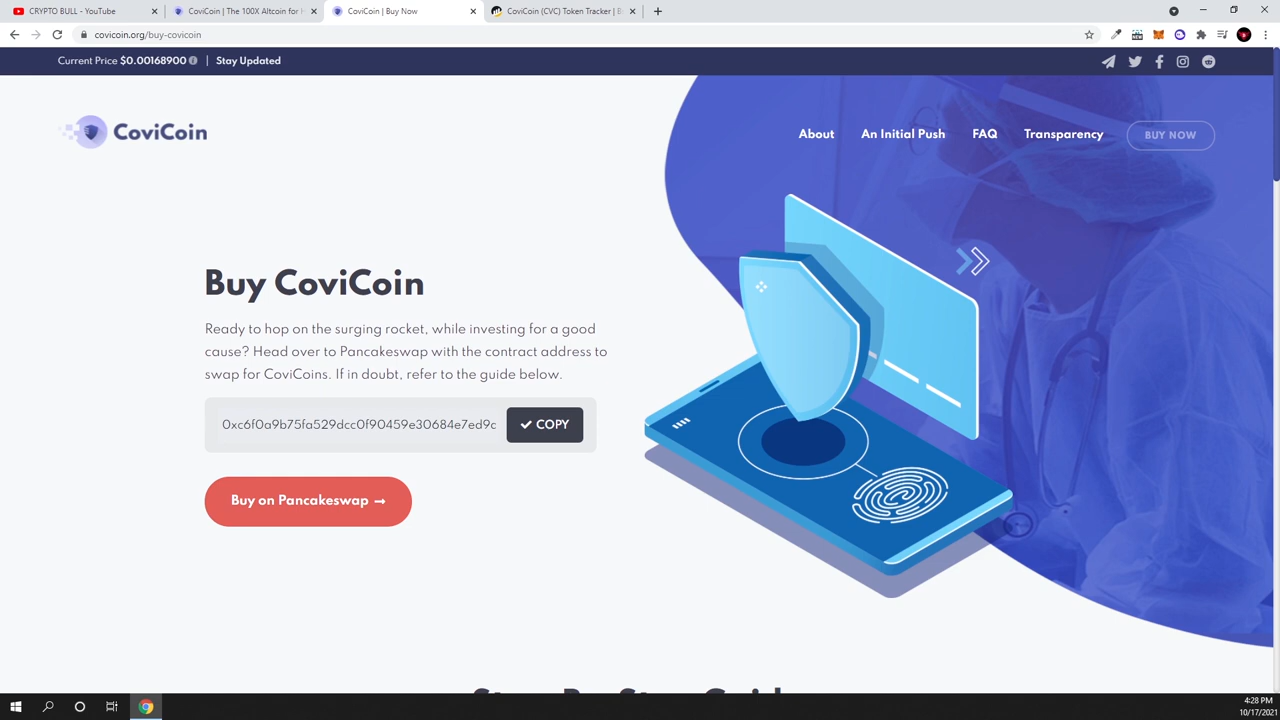 CRYPTO BULL - YouTube
CoviCoin | The 100X Altcoin for
CoviCoin | Buy Now
CoviCoin (CVC) Token Tracker |
covicoin.org/buy-covicoin
Current Price $0.00168900 | Stay Updated
CoviCoin
About An Initial Push FAQ Transparency BUY NOW
Buy CoviCoin
Ready to hop on the surging rocket, while investing for a good
cause? Head over to Pancakeswap with the contract address to
swap for CoviCoins. If in doubt, refer to the guide below.
0xc6f0a9b75fa529dcc0f90459e30684e7ed9c
COPY
Buy on Pancakeswap →
4:28 PM
10/17/2021